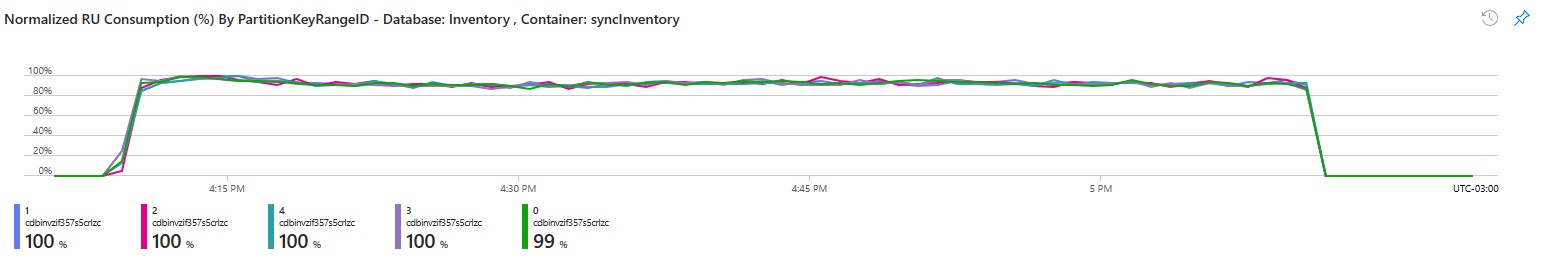 Normalized RU Consumption (%) By PartitionKeyRangeID - Database: Inventory , Container: syncInventory
100%
80%
60%
40%
20%
0%
4:15 PM 4:30 PM 4:45 PM 5 PM UTC-03:00
1 2 4 3 0
cdbinvzif357s5crlzc cdbinvzif357s5crlzc cdbinvzif357s5crlzc cdbinvzif357s5crlzc cdbinvzif357s5crlzc
100 % 100 % 100 % 100 % 99 %